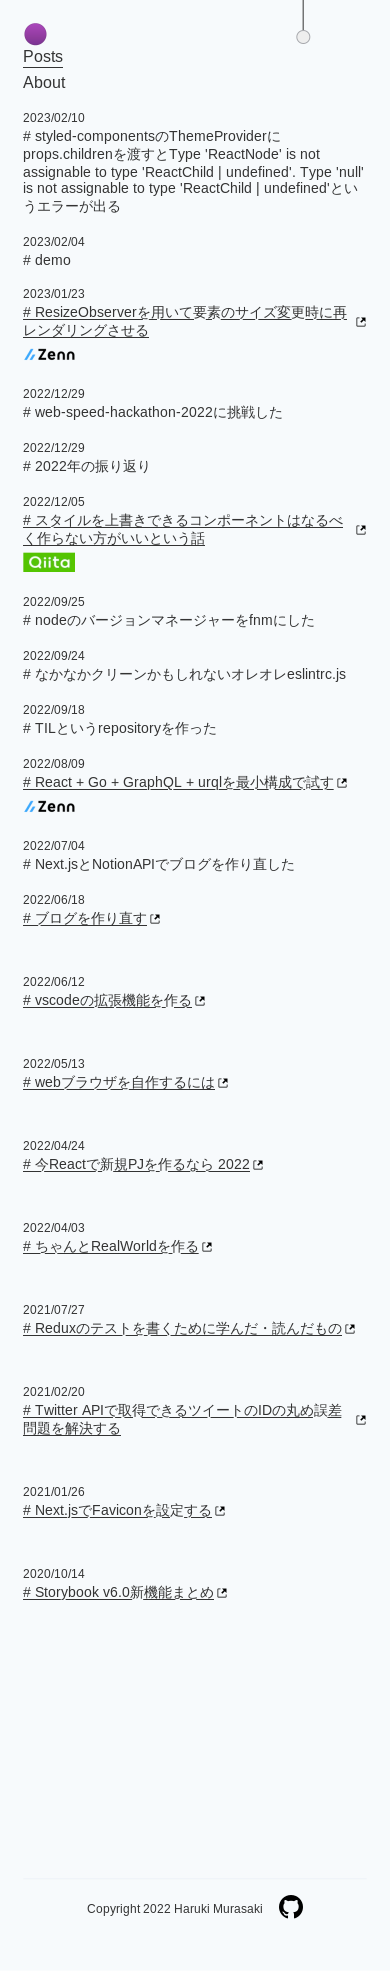 Posts
About
2023/02/10
# styled-componentsのThemeProviderに
props.childrenを渡すとType 'ReactNode' is not
assignable to type 'ReactChild | undefined'. Type 'null'
is not assignable to type 'ReactChild | undefined'とい
うエラーが出る
2023/02/04
# demo
2023/01/23
# ResizeObserverを用いて要素のサイズ変更時に再
レンダリングさせる
Zenn
2022/12/29
# web-speed-hackathon-2022に挑戦した
2022/12/29
# 2022年の振り返り
2022/12/05
# スタイルを上書きできるコンポーネントはなるべ
く作らない方がいいという話
Qiita
2022/09/25
# nodeのバージョンマネージャーをfnmにした
2022/09/24
# なかなかクリーンかもしれないオレオレeslintrc.js
2022/09/18
# TILというrepositoryを作った
2022/08/09
# React + Go + GraphQL + urqlを最小構成で試す
Zenn
2022/07/04
# Next.jsとNotionAPIでブログを作り直した
2022/06/18
# ブログを作り直す
2022/06/12
# vscodeの拡張機能を作る
2022/05/13
# webブラウザを自作するには
2022/04/24
# 今Reactで新規PJを作るなら 2022
2022/04/03
# ちゃんとRealWorldを作る
2021/07/27
# Reduxのテストを書くために学んだ・読んだもの
2021/02/20
# Twitter APIで取得できるツイートのIDの丸め誤差
問題を解決する
2021/01/26
# Next.jsでFaviconを設定する
2020/10/14
# Storybook v6.0新機能まとめ
Copyright 2022 Haruki Murasaki